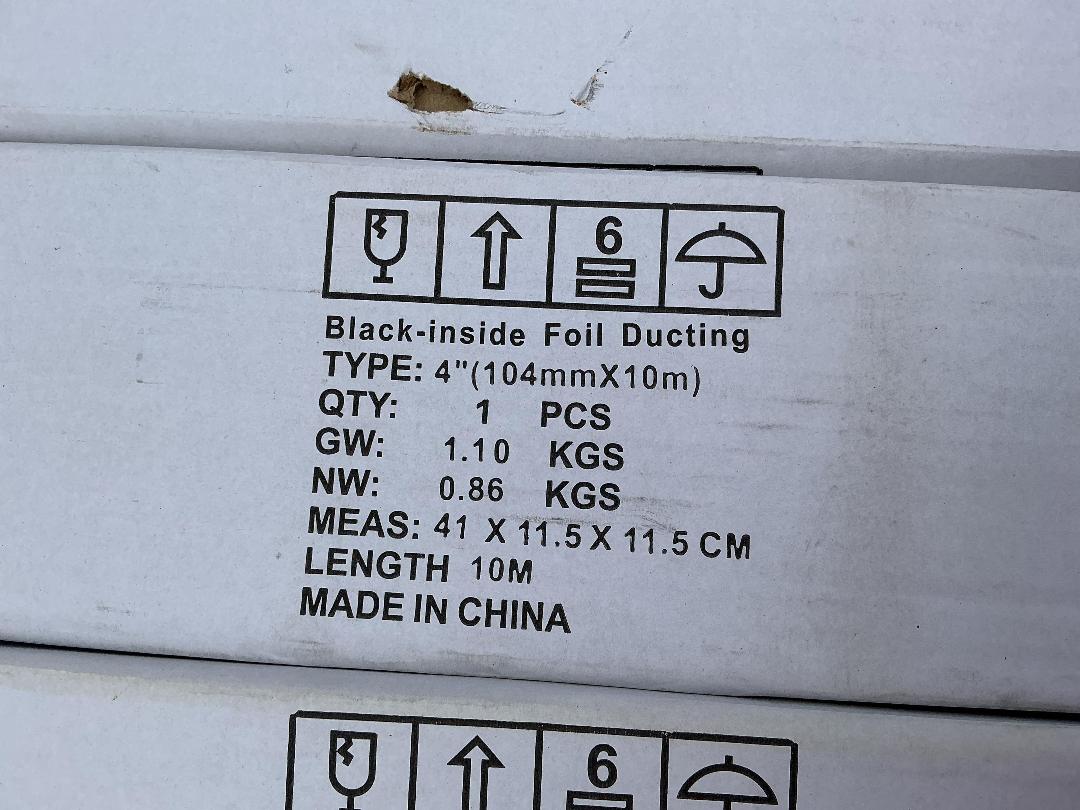 6
Black-inside Foil Ducting
TYPE: 4"(104mmX10m)
QTY: 1 PCS
GW: 1.10 KGS
NW: 0.86 KGS
MEAS: 41 X 11.5 X 11.5 CM
LENGTH 10M
MADE IN CHINA
6